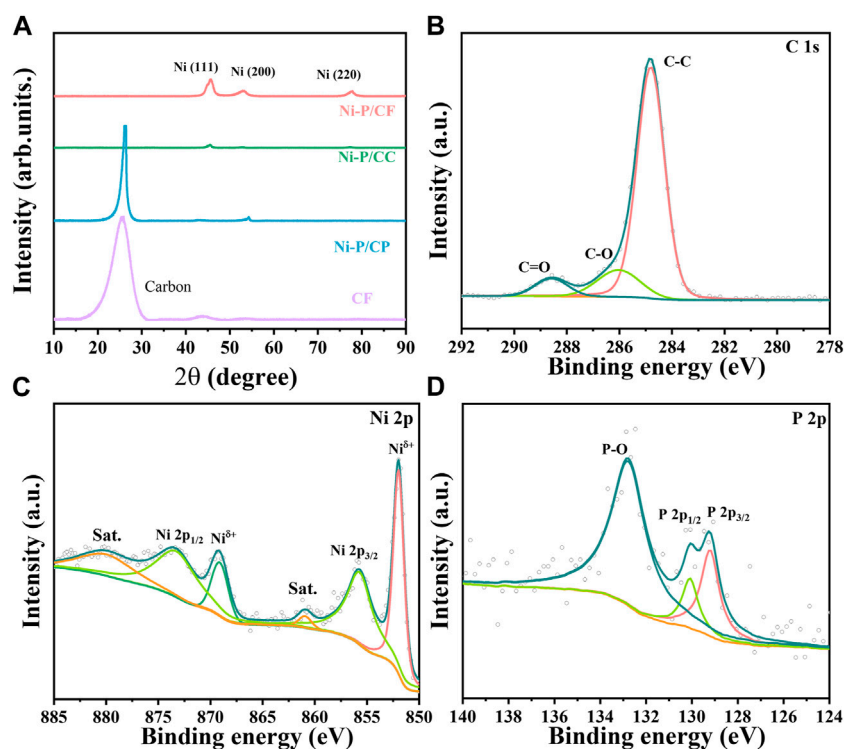 A
Intensity (arb.units.)
Ni (111)
Ni (200)
Ni (220)
Ni-P/CF
Ni-P/CC
Ni-P/CP
Carbon
CF
10 20 30 40 50 60 70 80 90
2θ (degree)
B
C 1s
Intensity (a.u.)
C-C
C-O
C=O
292 290 288 286 284 282 280 278
Binding energy (eV)
C
Ni 2p
Intensity (a.u.)
Sat.
Ni 2p1/2
Niδ+
Sat.
Ni 2p3/2
Niδ+
885 880 875 870 865 860 855 850
Binding energy (eV)
D
P 2p
Intensity (a.u.)
P-O
P 2p1/2
P 2p3/2
140 138 136 134 132 130 128 126 124
Binding energy (eV)